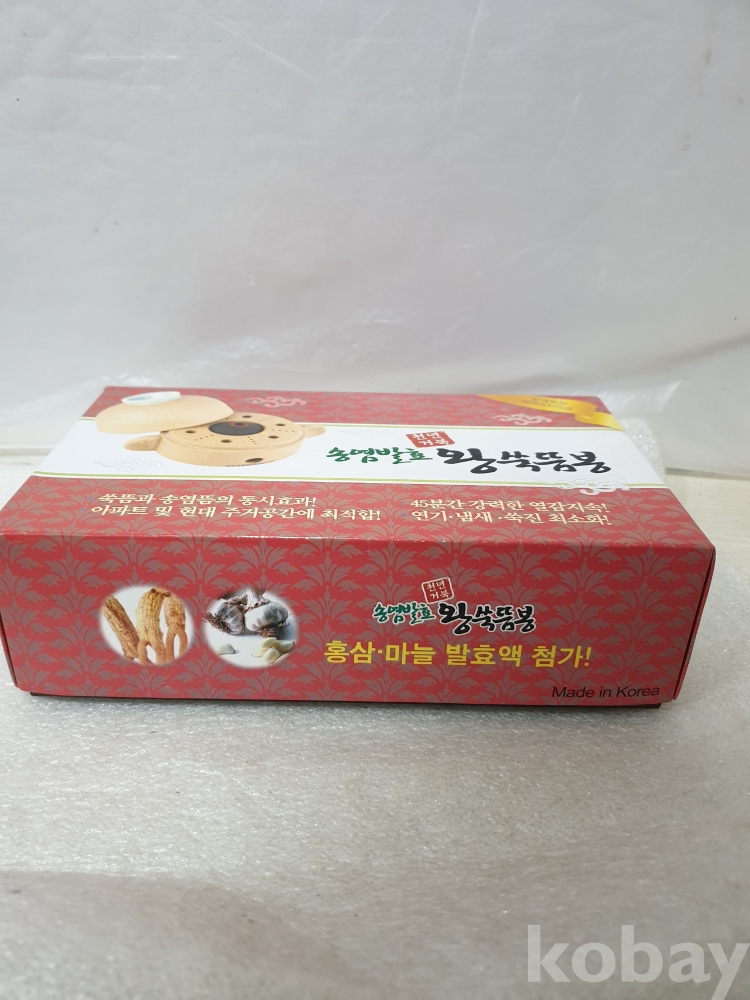 천년
거북
송염발효 왕쑥뜸봉
쑥뜸과 송염뜸의 동시효과!
아파트 및 현대 주거공간에 최적함!
45분간 강력한 열감지속!
연기·냄새·쑥진 최소화!
천년
거북
송염발효 왕쑥뜸봉
홍삼·마늘 발효액 첨가!
Made in Korea
kobay